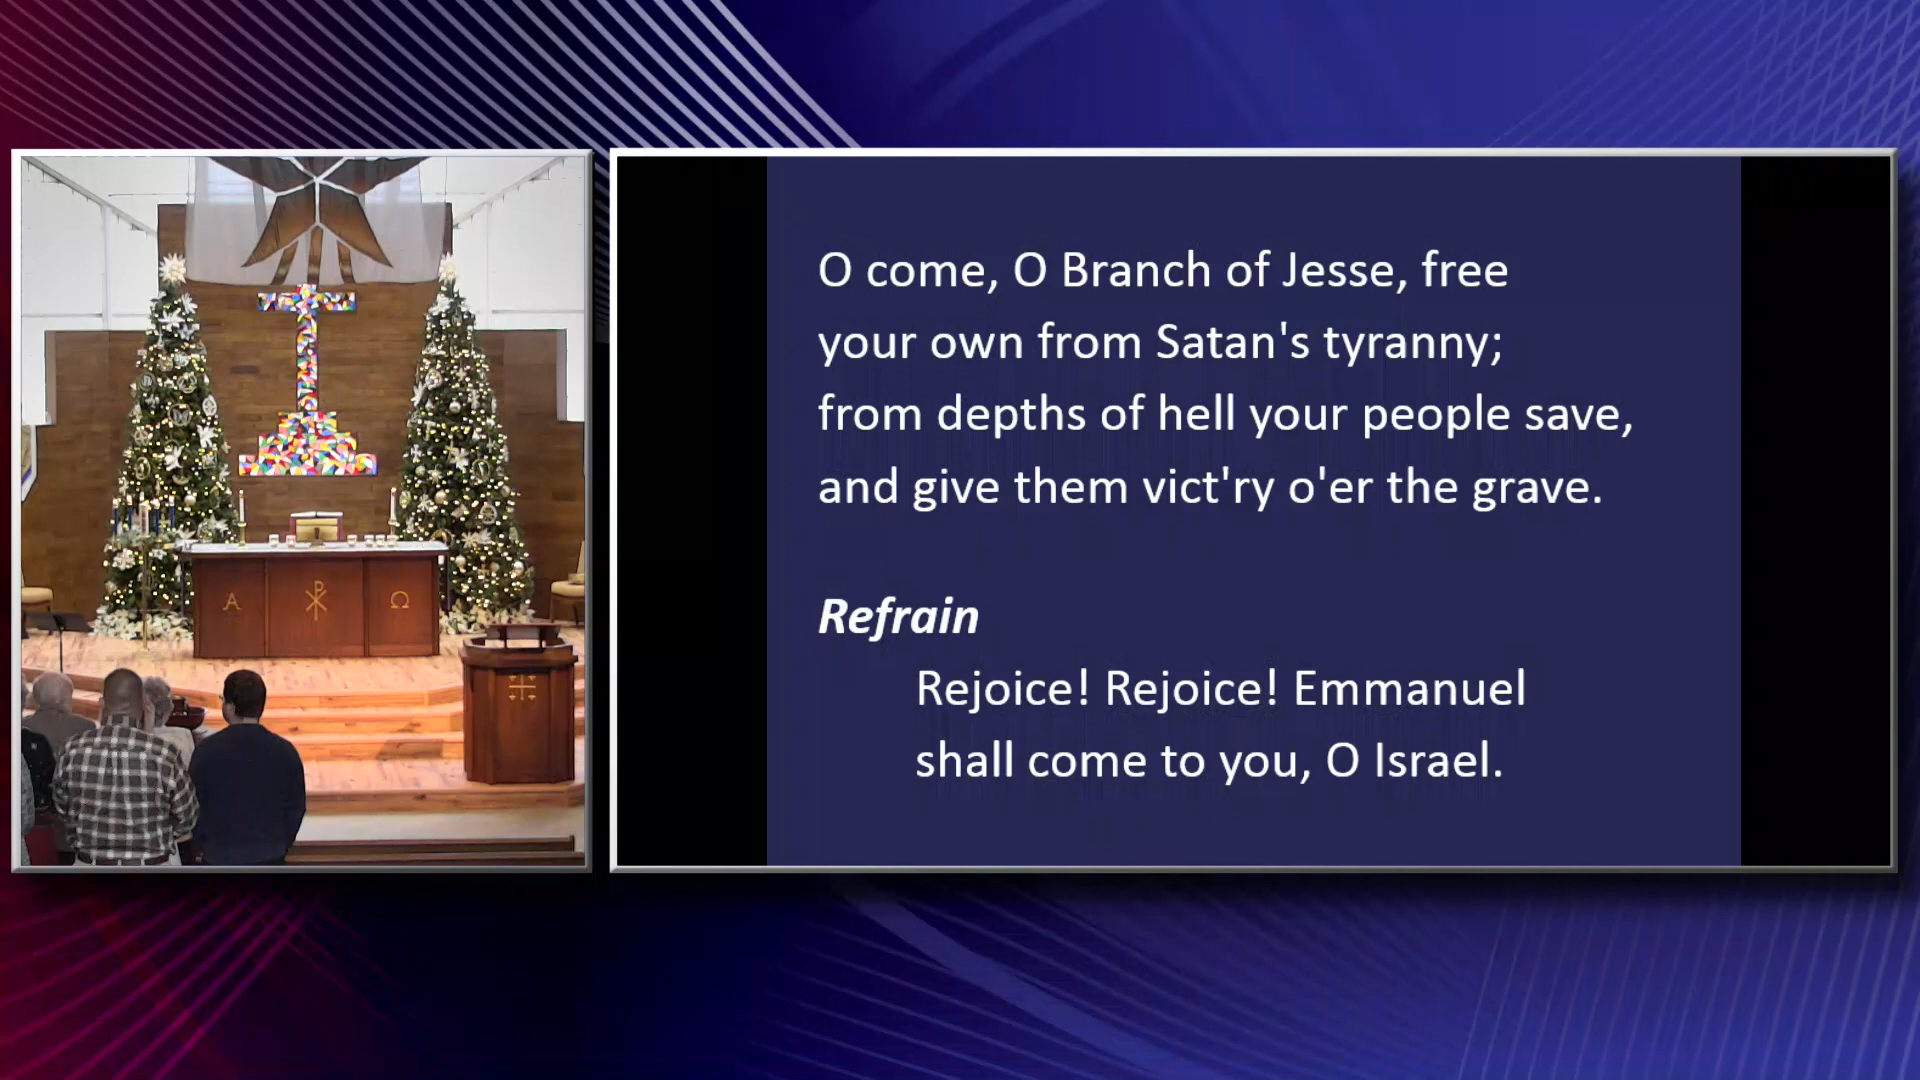 O come, O Branch of Jesse, free
your own from Satan's tyranny;
from depths of hell your people save,
and give them vict'ry o'er the grave.
Refrain
Rejoice! Rejoice! Emmanuel
shall come to you, O Israel.
Α ☧ Ω